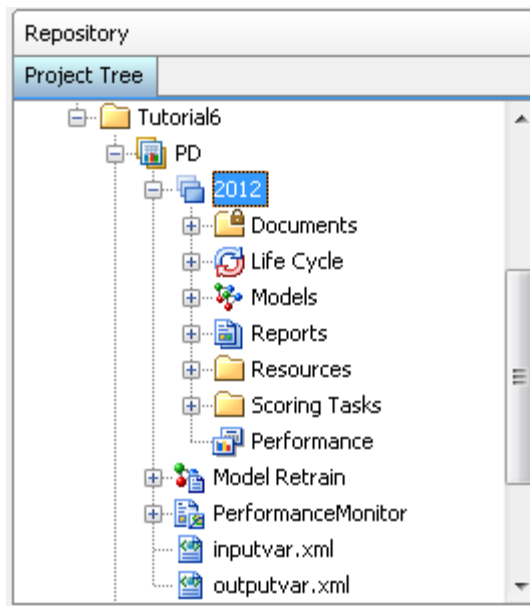 Repository
Project Tree
Tutorial6
PD
2012
Documents
Life Cycle
Models
Reports
Resources
Scoring Tasks
Performance
Model Retrain
PerformanceMonitor
inputvar.xml
outputvar.xml